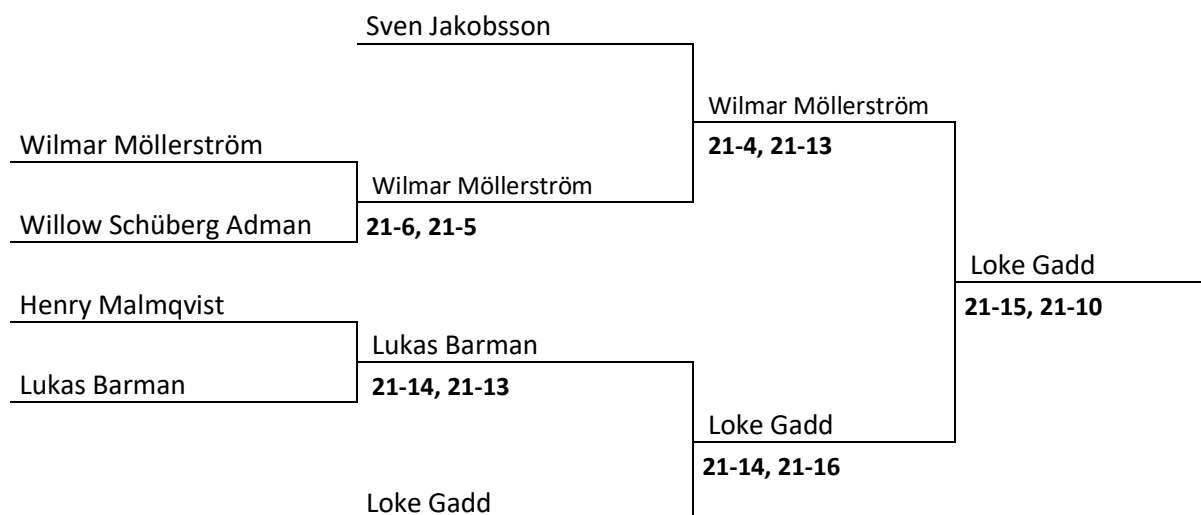 Sven Jakobsson
Wilmar Möllerström
21-4, 21-13
Wilmar Möllerström
Wilmar Möllerström
21-6, 21-5
Willow Schüberg Adman
Loke Gadd
21-15, 21-10
Henry Malmqvist
Lukas Barman
21-14, 21-13
Lukas Barman
Loke Gadd
21-14, 21-16
Loke Gadd